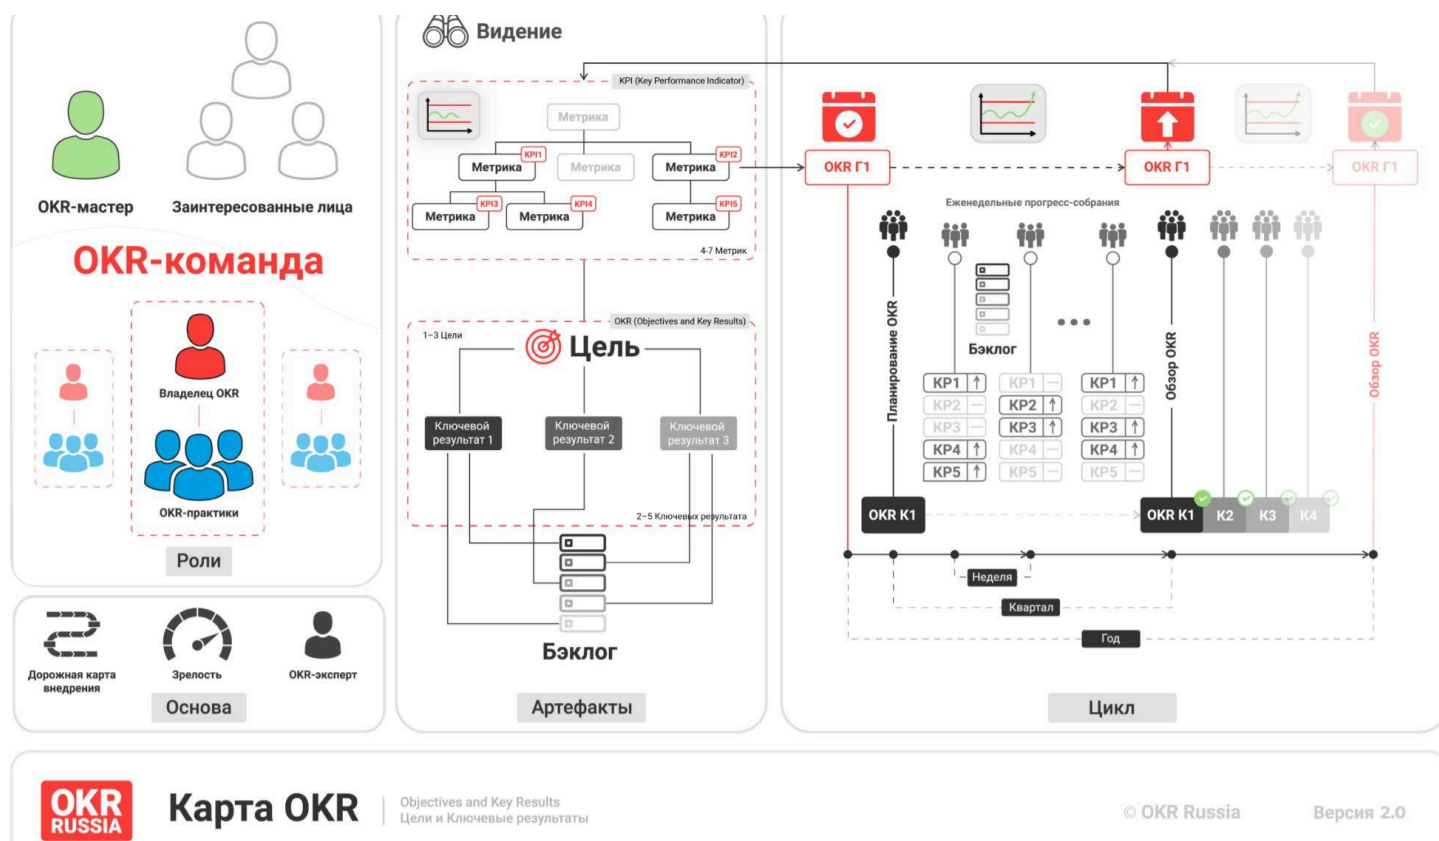 OKR-мастер
Заинтересованные лица
OKR-команда
Владелец OKR
OKR-практики
Роли
Дорожная карта
внедрения
Зрелость
OKR-эксперт
Основа
Видение
KPI (Key Performance Indicator)
Метрика
Метрика
KPI1
Метрика
Метрика
KPI2
Метрика
KPI3
Метрика
KPI4
Метрика
KPI5
4-7 Метрик
OKR (Objectives and Key Results)
1–3 Цели
Цель
Ключевой
результат 1
Ключевой
результат 2
Ключевой
результат 3
2–5 Ключевых результата
Бэклог
Артефакты
OKR Г1
OKR Г1
OKR Г1
Еженедельные прогресс-собрания
Планирование OKR
Бэклог
Обзор OKR
Обзор OKR
КР1
КР2
КР3
КР4
КР5
КР1
КР2
КР3
КР4
КР5
КР1
КР2
КР3
КР4
КР5
OKR К1
OKR К1
К2
К3
К4
Неделя
Квартал
Год
Цикл
OKR
RUSSIA
Карта OKR
Objectives and Key Results
Цели и Ключевые результаты
© OKR Russia
Версия 2.0